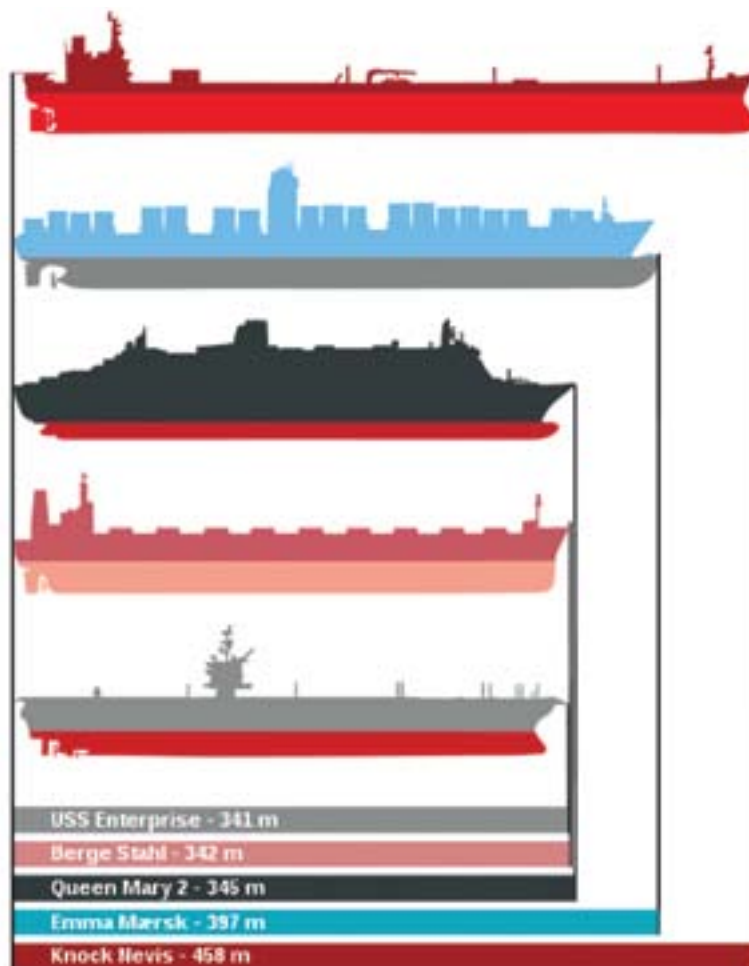 USS Enterprise - 341 m
Berge Stahl - 342 m
Queen Mary 2 - 345 m
Emma Mærsk - 397 m
Knock Nevis - 458 m